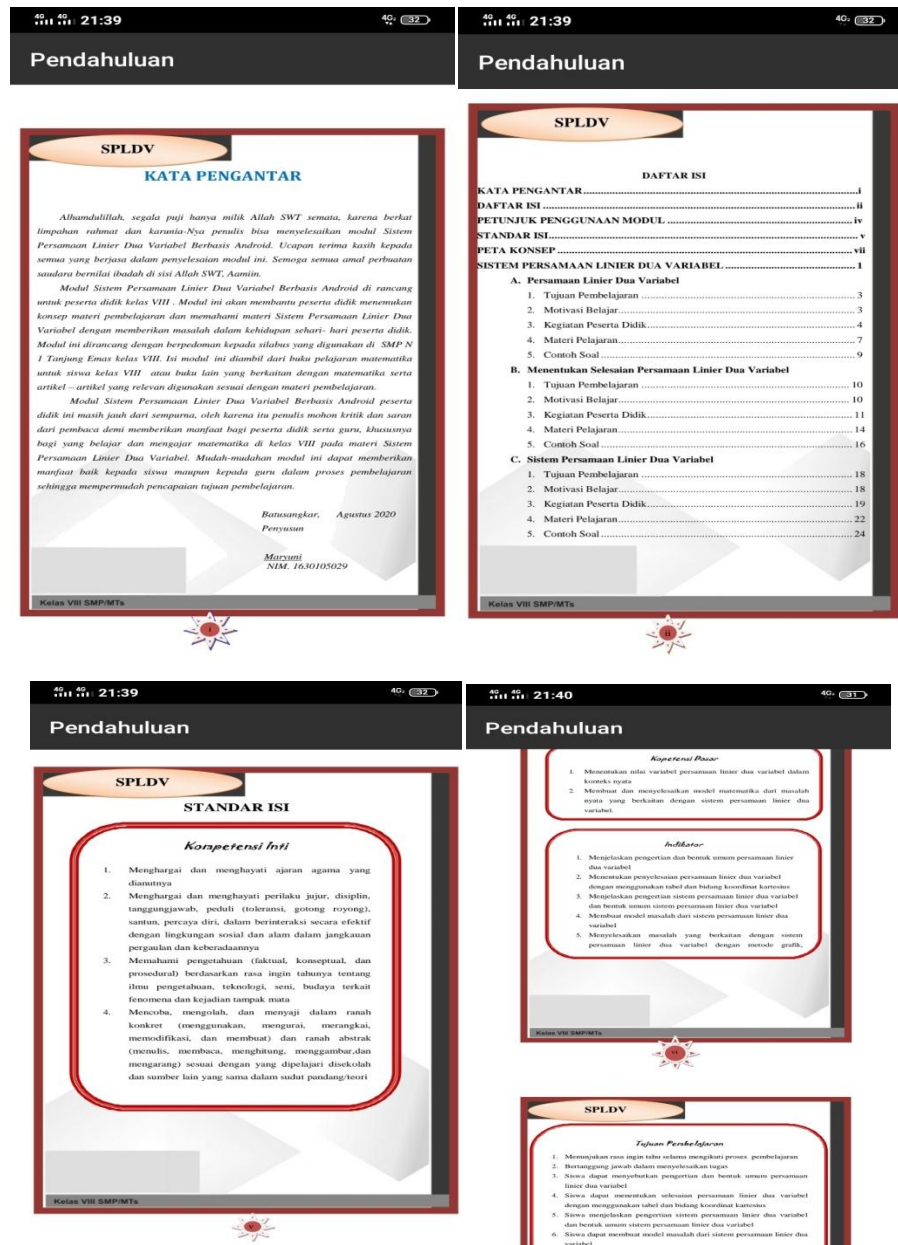 4G 4G 21:39
4G 32
Pendahuluan
SPLDV
KATA PENGANTAR
Alhamdulillah, segala puji hanya milik Allah SWT semata, karena berkat
limpahan rahmat dan karunia-Nya penulis bisa menyelesaikan modul Sistem
Persamaan Linier Dua Variabel Berbasis Android. Ucapan terima kasih kepada
semua yang berjasa dalam penyelesaian modul ini. Semoga semua amal perbuatan
saudara bernilai ibadah di sisi Allah SWT, Aamiin.
Modul Sistem Persamaan Linier Dua Variabel Berbasis Android di rancang
untuk peserta didik kelas VIII . Modul ini akan membantu peserta didik menemukan
konsep materi pembelajaran dan memahami materi Sistem Persamaan Linier Dua
Variabel dengan memberikan masalah dalam kehidupan sehari- hari peserta didik.
Modul ini dirancang dengan berpedoman kepada silabus yang digunakan di SMP N
1 Tanjung Emas kelas VIII. Isi modul ini diambil dari buku pelajaran matematika
untuk siswa kelas VIII atau buku lain yang berkaitan dengan matematika serta
artikel – artikel yang relevan digunakan sesuai dengan materi pembelajaran.
Modul Sistem Persamaan Linier Dua Variabel Berbasis Android peserta
didik ini masih jauh dari sempurna, oleh karena itu penulis mohon kritik dan saran
dari pembaca demi memberikan manfaat bagi peserta didik serta guru, khususnya
bagi yang belajar dan mengajar matematika di kelas VIII pada materi Sistem
Persamaan Linier Dua Variabel. Mudah-mudahan modul ini dapat memberikan
manfaat baik kepada siswa maupun kepada guru dalam proses pembelajaran
sehingga mempermudah pencapaian tujuan pembelajaran.
Batusangkar, Agustus 2020
Penyusun
Maryuni
NIM. 1630105029
Kelas VIII SMP/MTs
i
4G 4G 21:39
4G 32
Pendahuluan
SPLDV
DAFTAR ISI
KATA PENGANTAR.....i
DAFTAR ISI.....ii
PETUNJUK PENGGUNAAN MODUL.....iv
STANDAR ISI.....v
PETA KONSEP.....vii
SISTEM PERSAMAAN LINIER DUA VARIABEL.....1
A. Persamaan Linier Dua Variabel
1. Tujuan Pembelajaran.....3
2. Motivasi Belajar.....3
3. Kegiatan Peserta Didik.....4
4. Materi Pelajaran.....7
5. Contoh Soal.....9
B. Menentukan Selesaian Persamaan Linier Dua Variabel
1. Tujuan Pembelajaran.....10
2. Motivasi Belajar.....10
3. Kegiatan Peserta Didik.....11
4. Materi Pelajaran.....14
5. Contoh Soal.....16
C. Sistem Persamaan Linier Dua Variabel
1. Tujuan Pembelajaran.....18
2. Motivasi Belajar.....18
3. Kegiatan Peserta Didik.....19
4. Materi Pelajaran.....22
5. Contoh Soal.....24
Kelas VIII SMP/MTs
ii
4G 4G 21:39
4G 32
Pendahuluan
SPLDV
STANDAR ISI
Kompetensi Inti
1. Menghargai dan menghayati ajaran agama yang
dianutnya
2. Menghargai dan menghayati perilaku jujur, disiplin,
tanggungjawab, peduli (toleransi, gotong royong),
santun, percaya diri, dalam berinteraksi secara efektif
dengan lingkungan sosial dan alam dalam jangkauan
pergaulan dan keberadaannya
3. Memahami pengetahuan (faktual, konseptual, dan
prosedural) berdasarkan rasa ingin tahunya tentang
ilmu pengetahuan, teknologi, seni, budaya terkait
fenomena dan kejadian tampak mata
4. Mencoba, mengolah, dan menyaji dalam ranah
konkret (menggunakan, mengurai, merangkai,
memodifikasi, dan membuat) dan ranah abstrak
(menulis, membaca, menghitung, menggambar,dan
mengarang) sesuai dengan yang dipelajari disekolah
dan sumber lain yang sama dalam sudut pandang/teori
Kelas VIII SMP/MTs
v
4G 4G 21:40
4G 31
Pendahuluan
Kopetensi Dasar
1. Menentukan nilai variabel persamaan linier dua variabel dalam
konteks nyata
2. Membuat dan menyelesaikan model matematika dari masalah
nyata yang berkaitan dengan sistem persamaan linier dua
variabel.
Indikator
1. Menjelaskan pengertian dan bentuk umum persamaan linier
dua variabel
2. Menentukan penyelesaian persamaan linier dua variabel
dengan menggunakan tabel dan bidang koordinat kartesius
3. Menjelaskan pengertian sistem persamaan linier dua variabel
dan bentuk umum sistem persamaan linier dua variabel
4. Membuat model masalah dari sistem persamaan linier dua
variabel
5. Menyelesaikan masalah yang berkaitan dengan sistem
persamaan linier dua variabel dengan metode grafik,
Kelas VIII SMP/MTs
vi
SPLDV
Tujuan Pembelajaran
1. Menunjukan rasa ingin tahu selama mengikuti proses pembelajaran
2. Bertanggung jawab dalam menyelesaikan tugas
3. Siswa dapat menyebutkan pengertian dan bentuk umum persamaan
linier dua variabel
4. Siswa dapat menentukan selesaian persamaan linier dua variabel
dengan menggunakan tabel dan bidang koordinat kartesius
5. Siswa menjelaskan pengertian sistem persamaan linier dua variabel
dan bentuk umum sistem persamaan linier dua variabel
6. Siswa dapat membuat model masalah dari sistem persamaan linier dua
variabel